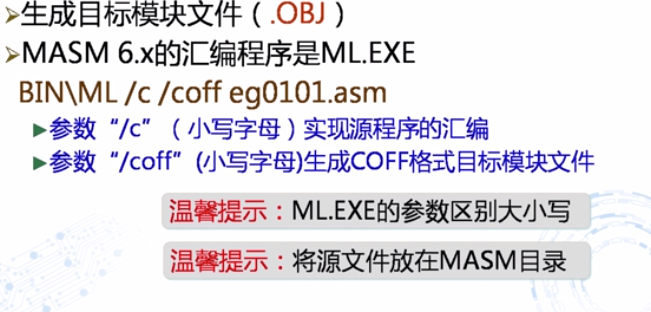 生成目标模块文件（.OBJ）
MASM 6.x的汇编程序是ML.EXE
BIN\ML /c /coff eg0101.asm
参数“/c”（小写字母）实现源程序的汇编
参数“/coff”(小写字母)生成COFF格式目标模块文件
温馨提示：ML.EXE的参数区别大小写
温馨提示：将源文件放在MASM目录